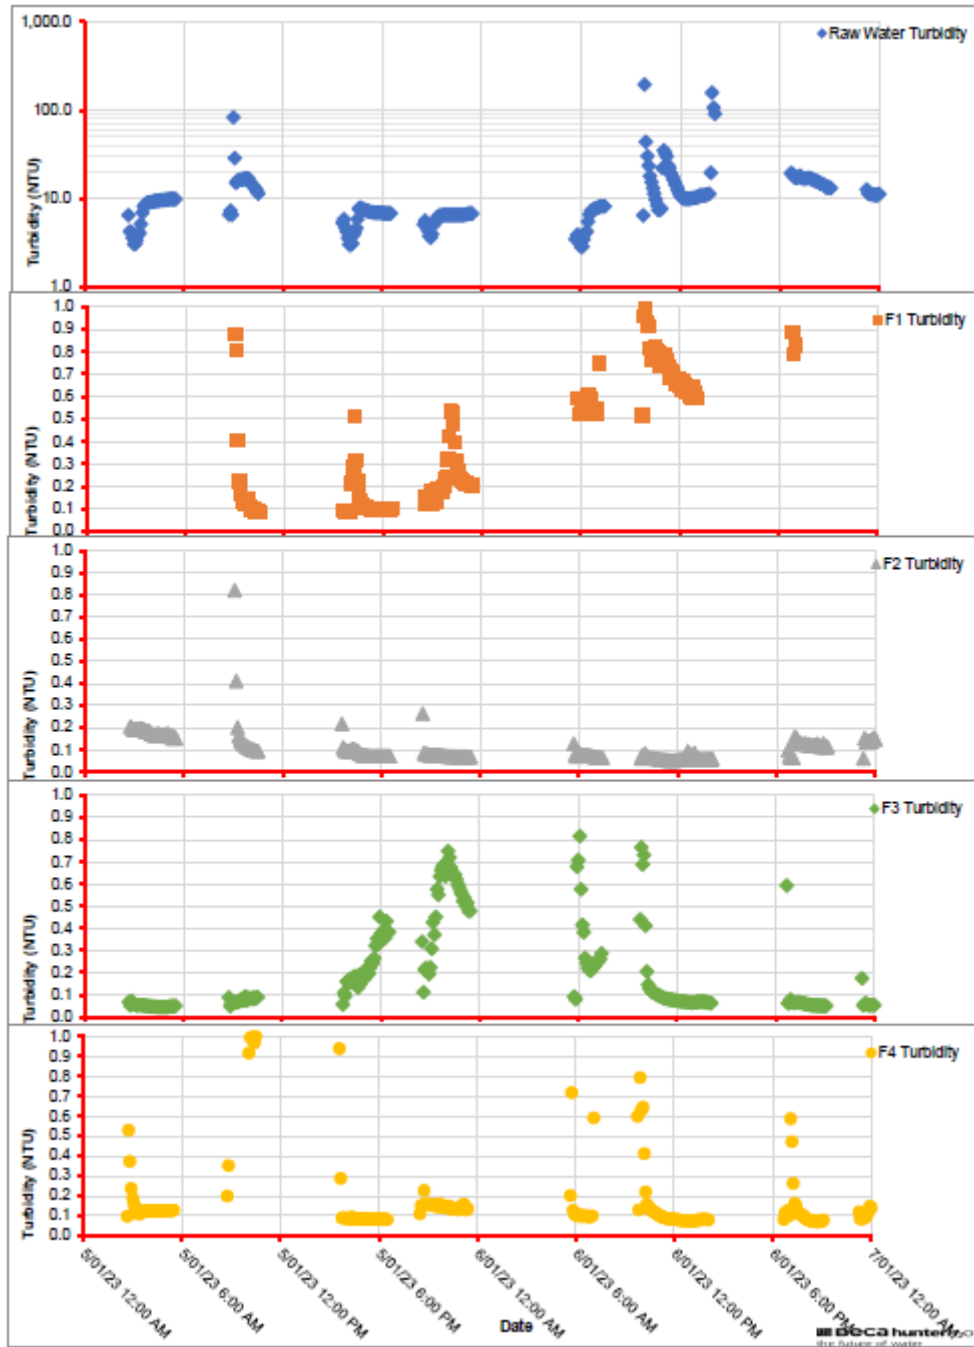 1,000.0
Raw Water Turbidity
100.0
10.0
1.0
Turbidity (NTU)
1.0
F1 Turbidity
0.9
0.8
0.7
0.6
0.5
0.4
0.3
0.2
0.1
0.0
Turbidity (NTU)
1.0
F2 Turbidity
0.9
0.8
0.7
0.6
0.5
0.4
0.3
0.2
0.1
0.0
Turbidity (NTU)
1.0
F3 Turbidity
0.9
0.8
0.7
0.6
0.5
0.4
0.3
0.2
0.1
0.0
Turbidity (NTU)
1.0
F4 Turbidity
0.9
0.8
0.7
0.6
0.5
0.4
0.3
0.2
0.1
0.0
Turbidity (NTU)
5/01/23 12:00 AM
5/01/23 6:00 AM
5/01/23 12:00 PM
5/01/23 6:00 PM
6/01/23 12:00 AM
6/01/23 6:00 AM
6/01/23 12:00 PM
6/01/23 6:00 PM
7/01/23 12:00 AM
Date
the future of water